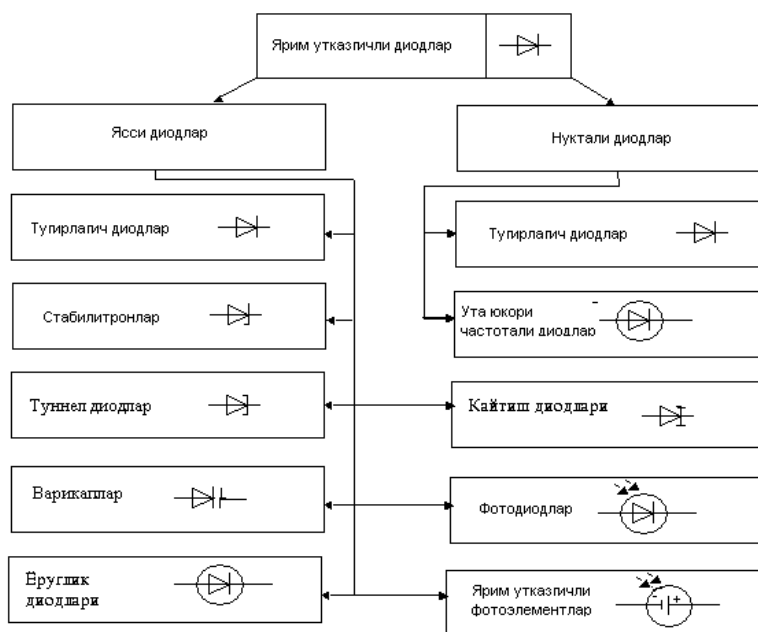 Ярим утказгичли диодлар
Ясси диодлар
Нуктали диодлар
Тугирлагич диодлар
Тугирлагич диодлар
Стабилитронлар
Ута юкори
частотали диодлар
Туннел диодлар
Кайтиш диодлари
Варикаплар
Фотодиодлар
Ёруглик
диодлари
Ярим утказгичли
фотоэлементлар